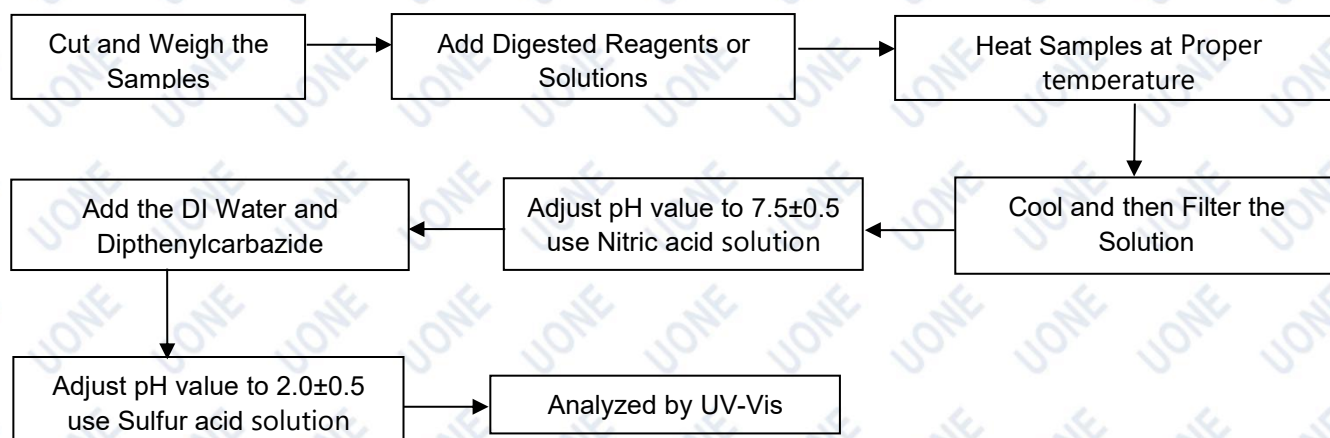 Cut and Weigh the
Samples
Add Digested Reagents or
Solutions
Heat Samples at Proper
temperature
Cool and then Filter the
Solution
Adjust pH value to 7.5±0.5
use Nitric acid solution
Add the DI Water and
Dipthenylcarbazide
Adjust pH value to 2.0±0.5
use Sulfur acid solution
Analyzed by UV-Vis
UONE